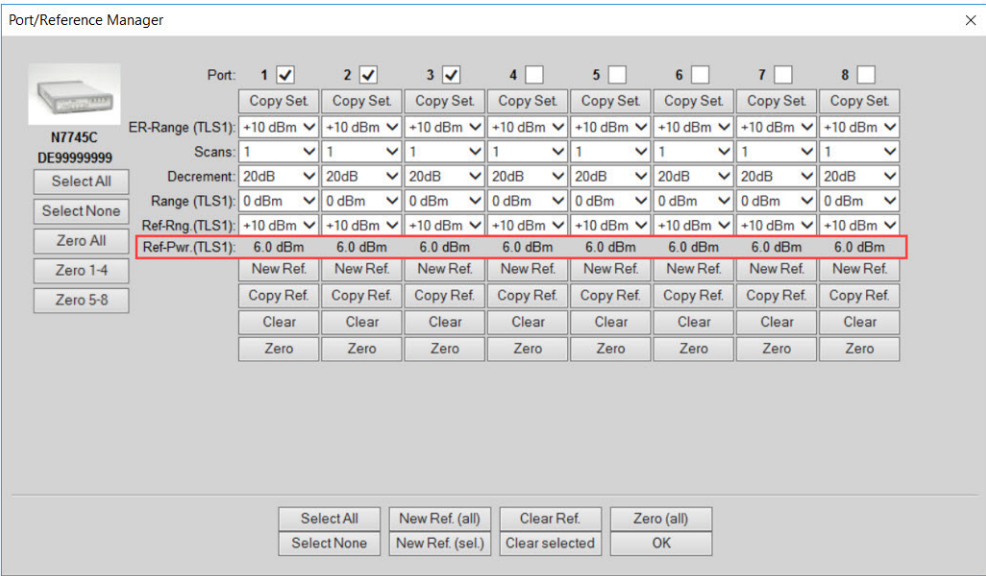 Port/Reference Manager
Port: 1 2 3 4 5 6 7 8
Copy Set. Copy Set. Copy Set. Copy Set. Copy Set. Copy Set. Copy Set. Copy Set.
N7745C
DE99999999
ER-Range (TLS1): +10 dBm +10 dBm +10 dBm +10 dBm +10 dBm +10 dBm +10 dBm +10 dBm
Scans: 1 1 1 1 1 1 1 1
Select All
Decrement: 20dB 20dB 20dB 20dB 20dB 20dB 20dB 20dB
Select None
Range (TLS1): 0 dBm 0 dBm 0 dBm 0 dBm 0 dBm 0 dBm 0 dBm 0 dBm
Ref-Rng.(TLS1): +10 dBm +10 dBm +10 dBm +10 dBm +10 dBm +10 dBm +10 dBm +10 dBm
Zero All
Ref-Pwr.(TLS1): 6.0 dBm 6.0 dBm 6.0 dBm 6.0 dBm 6.0 dBm 6.0 dBm 6.0 dBm 6.0 dBm
Zero 1-4
New Ref. New Ref. New Ref. New Ref. New Ref. New Ref. New Ref. New Ref.
Zero 5-8
Copy Ref. Copy Ref. Copy Ref. Copy Ref. Copy Ref. Copy Ref. Copy Ref. Copy Ref.
Clear Clear Clear Clear Clear Clear Clear Clear
Zero Zero Zero Zero Zero Zero Zero Zero
Select All New Ref. (all) Clear Ref. Zero (all)
Select None New Ref. (sel.) Clear selected OK